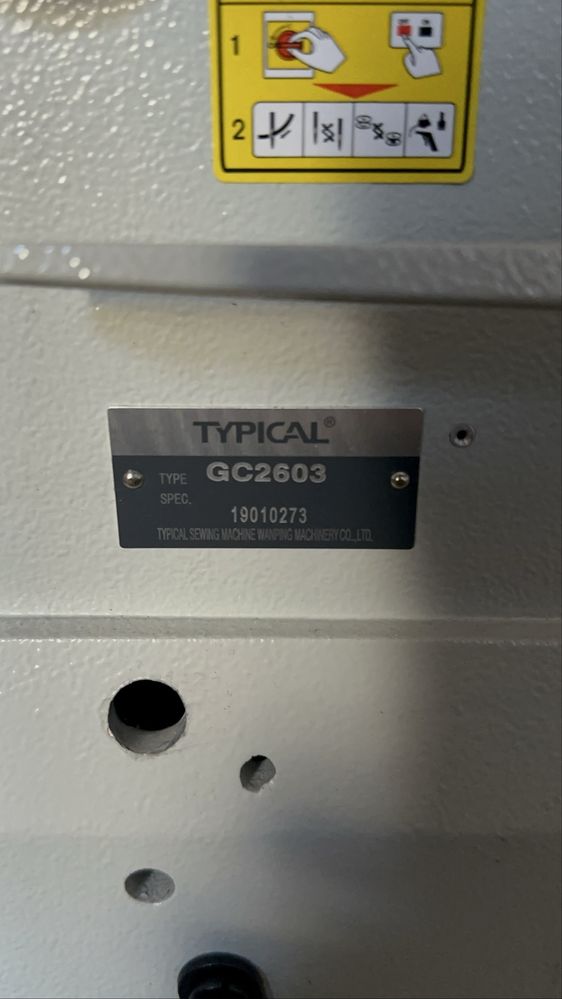 1
2
TYPICAL®
TYPE GC2603
SPEC.
19010273
TYPICAL SEWING MACHINE WANPING MACHINERY CO.,LTD.